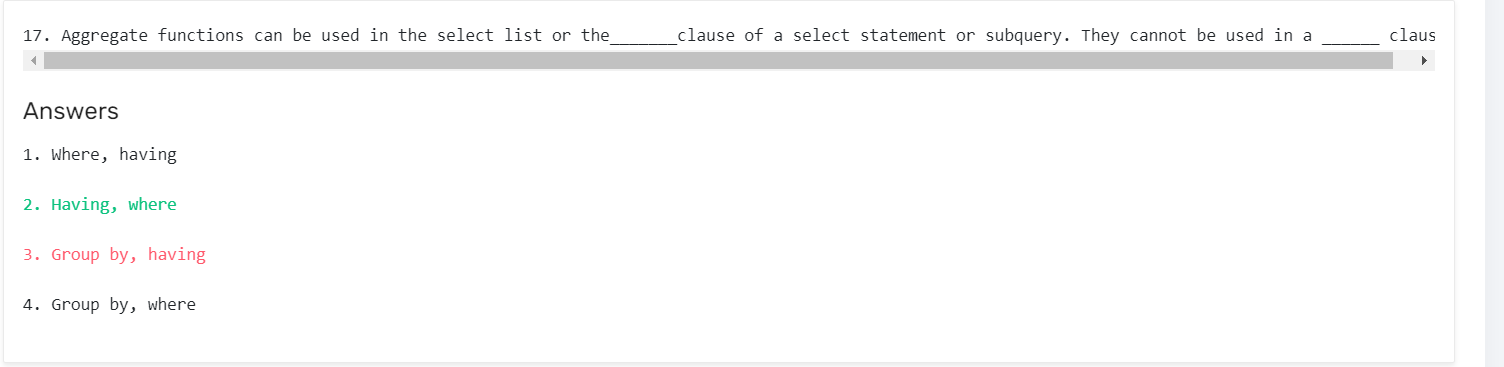 17. Aggregate functions can be used in the select list or the_______clause of a select statement or subquery. They cannot be used in a ______ claus
Answers
1. Where, having
2. Having, where
3. Group by, having
4. Group by, where